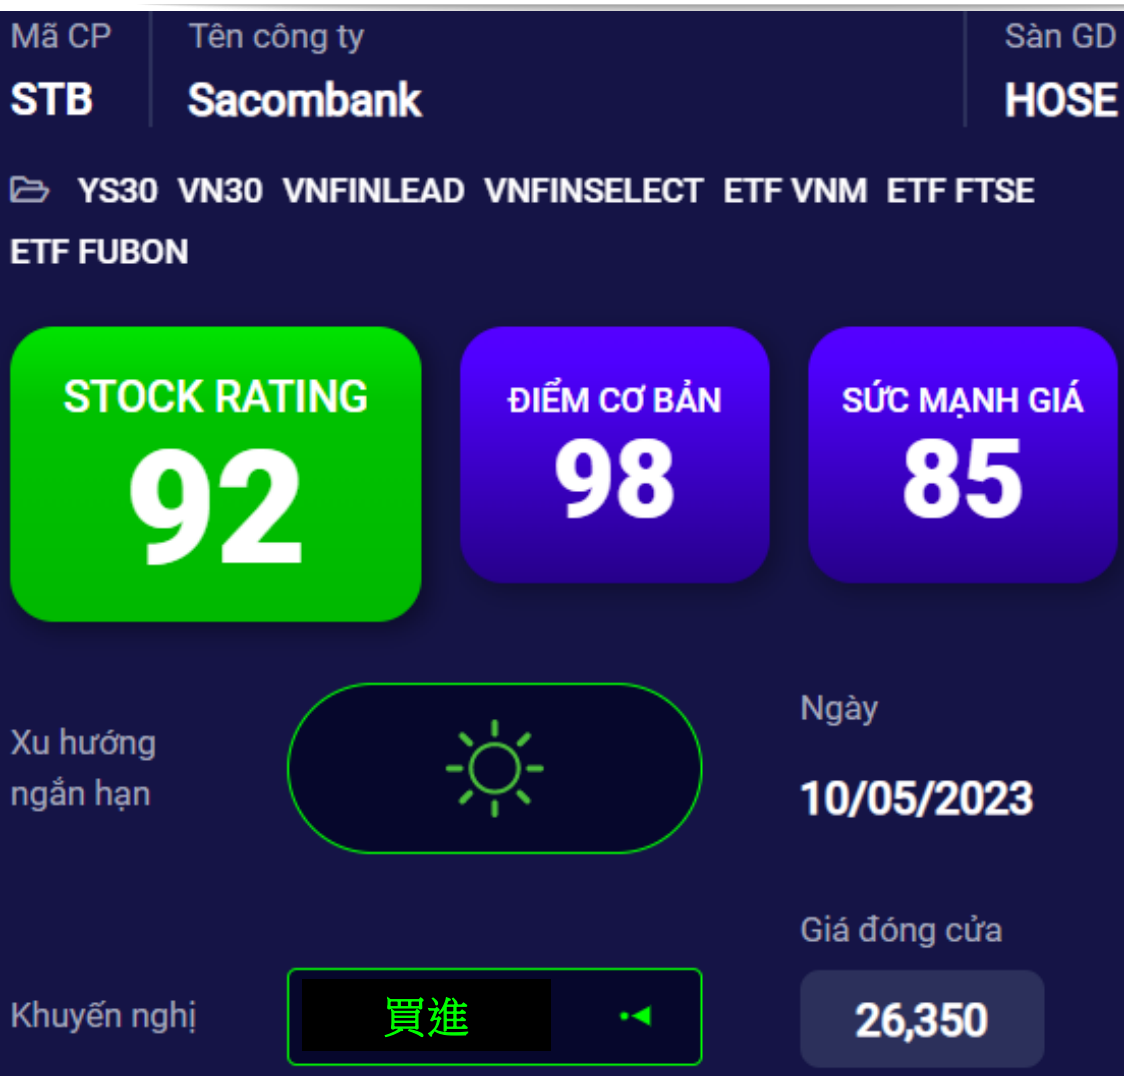 Mã CP Tên công ty Sàn GD
STB Sacombank HOSE
YS30 VN30 VNFINLEAD VNFINSELECT ETF VNM ETF FTSE
ETF FUBON
STOCK RATING
92
ĐIỂM CƠ BẢN
98
SỨC MẠNH GIÁ
85
Xu hướng
ngắn hạn
Ngày
10/05/2023
Khuyến nghị
買進
Giá đóng cửa
26,350